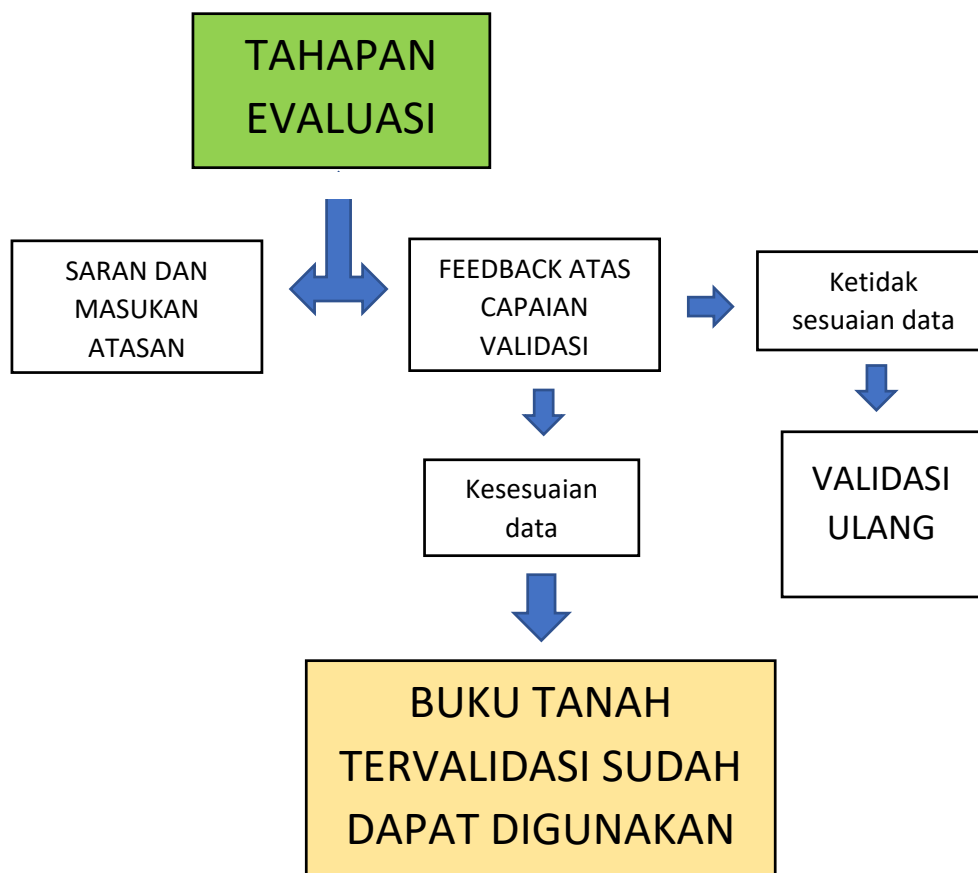 TAHAPAN
EVALUASI
SARAN DAN
MASUKAN
ATASAN
FEEDBACK ATAS
CAPAIAN
VALIDASI
Ketidak
sesuaian data
Kesesuaian
data
VALIDASI
ULANG
BUKU TANAH
TERVALIDASI SUDAH
DAPAT DIGUNAKAN